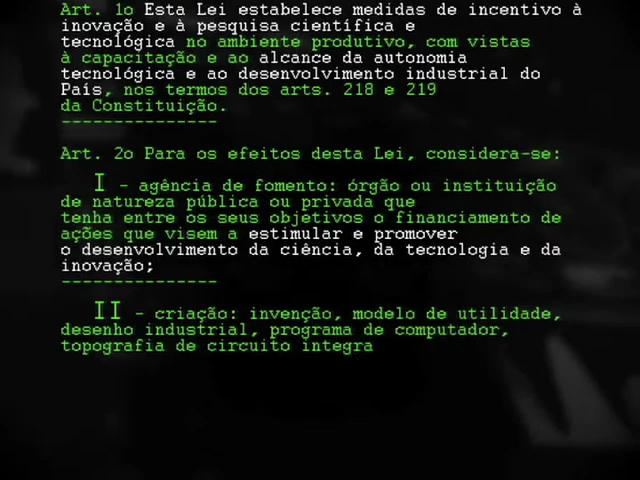 Art. 1o Esta Lei estabelece medidas de incentivo à
inovação e à pesquisa científica e
tecnológica no ambiente produtivo, com vistas
à capacitação e ao alcance da autonomia
tecnológica e ao desenvolvimento industrial do
País, nos termos dos arts. 218 e 219
da Constituição.
---------------
Art. 2o Para os efeitos desta Lei, considera-se:
I - agência de fomento: órgão ou instituição
de natureza pública ou privada que
tenha entre os seus objetivos o financiamento de
ações que visem a estimular e promover
o desenvolvimento da ciência, da tecnologia e da
inovação;
---------------
II - criação: invenção, modelo de utilidade,
desenho industrial, programa de computador,
topografia de circuito integra